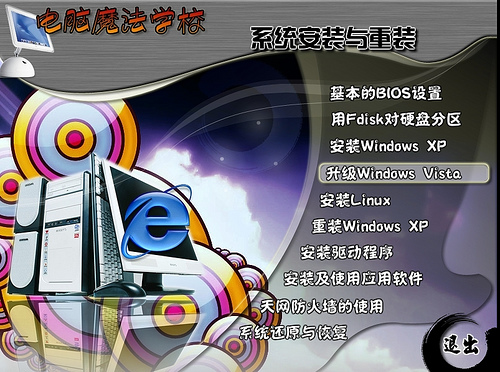 电脑魔法学校
系统安装与重装
基本的BIOS设置
用Fdisk对硬盘分区
安装Windows XP
升级Windows Vista
安装Linux
重装Windows XP
安装驱动程序
安装及使用应用软件
天网防火墙的使用
系统还原与恢复
退出